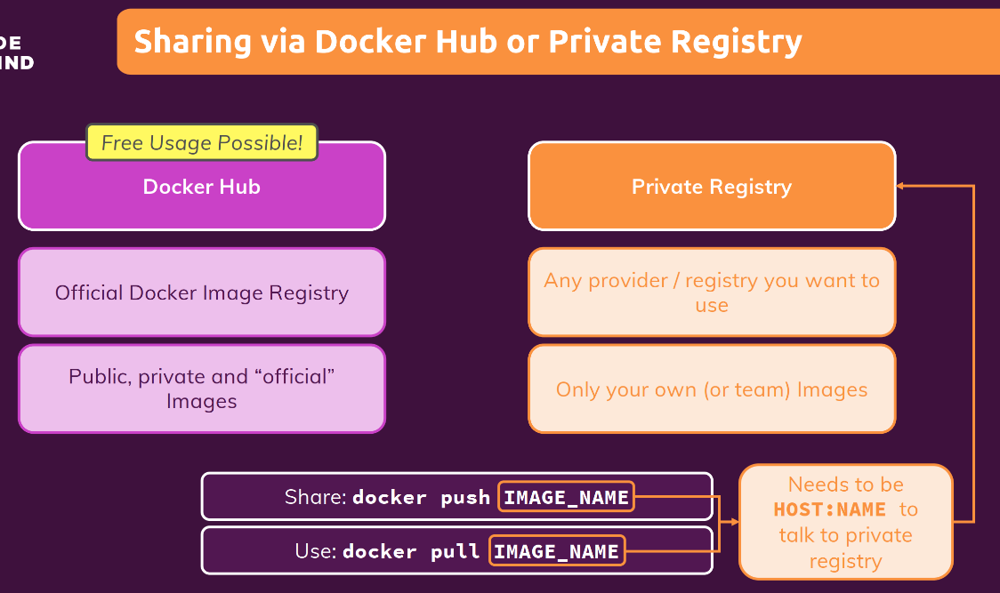 DE
IND
Sharing via Docker Hub or Private Registry
Free Usage Possible!
Docker Hub
Official Docker Image Registry
Public, private and “official”
Images
Private Registry
Any provider / registry you want to
use
Only your own (or team) Images
Share: docker push IMAGE_NAME
Use: docker pull IMAGE_NAME
Needs to be
HOST:NAME to
talk to private
registry